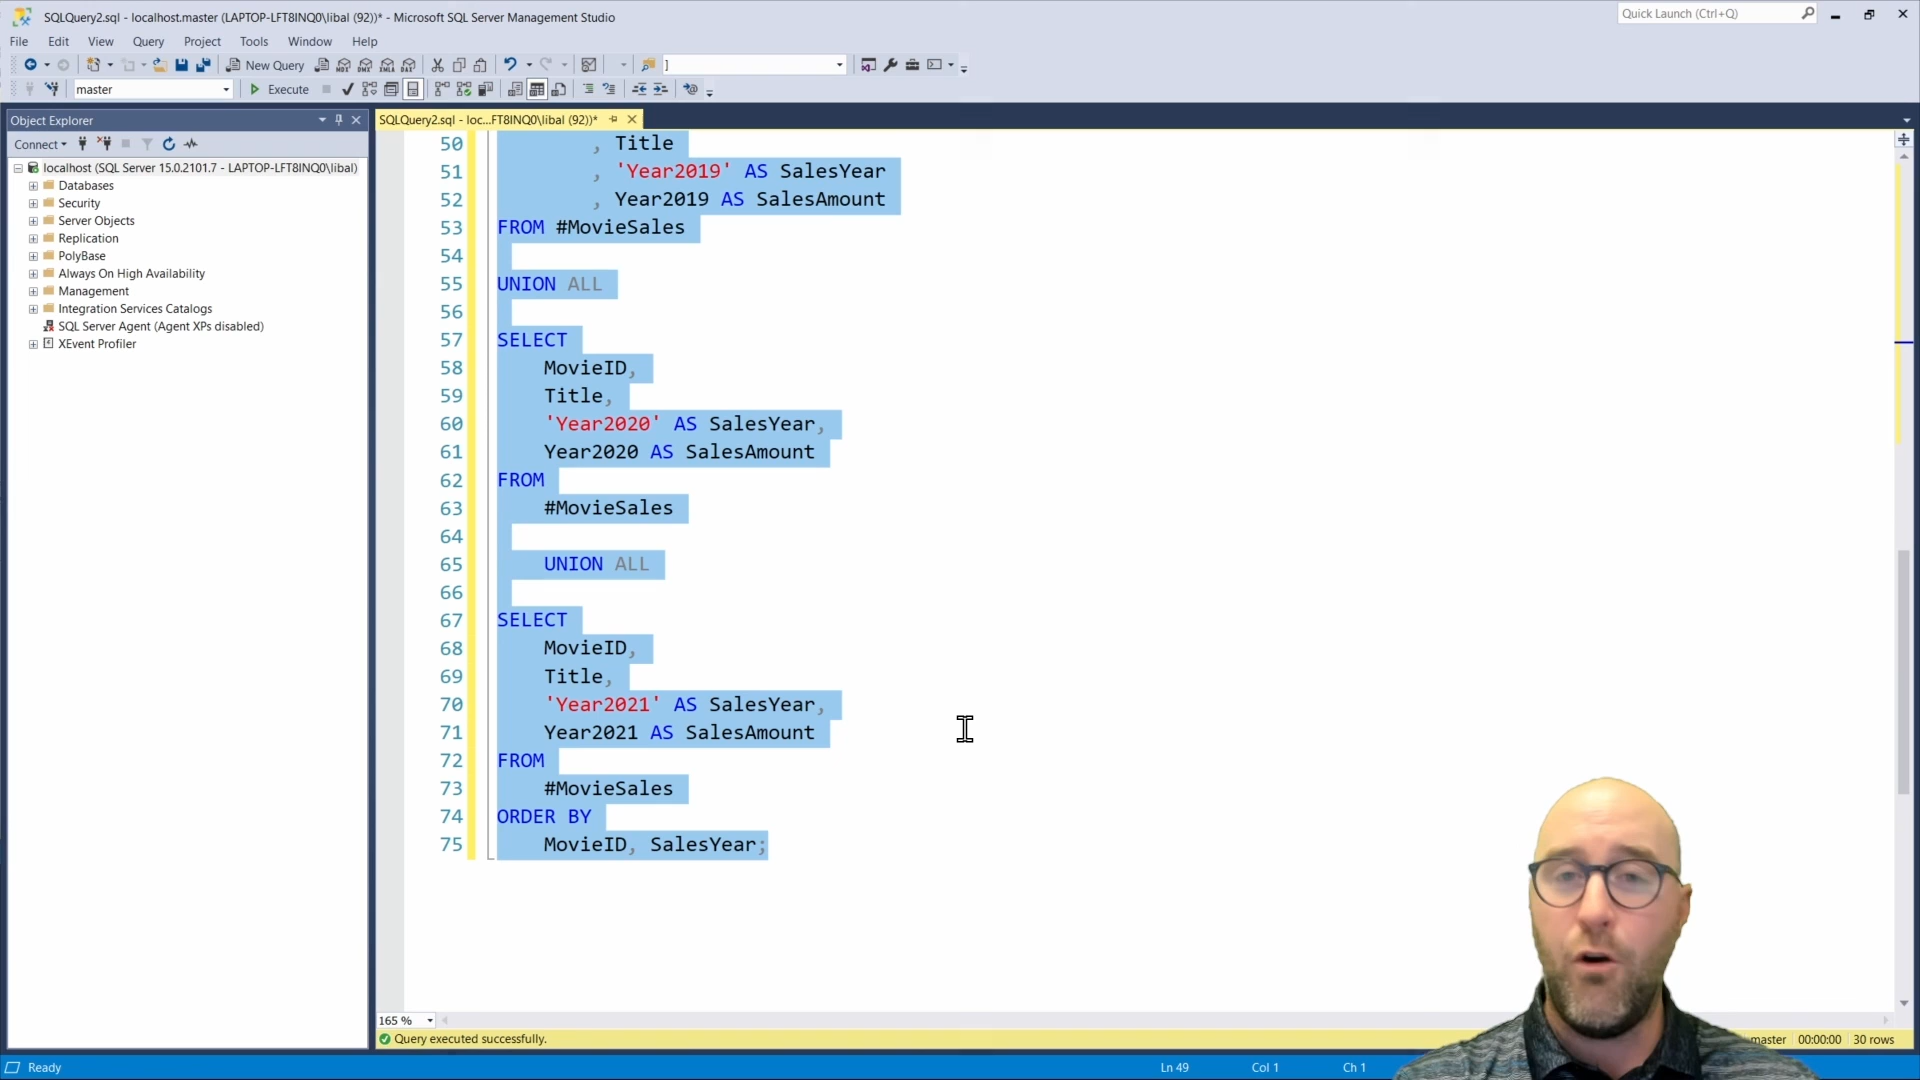 SQLQuery2.sql - localhost.master (LAPTOP-LFT8INQ0\libal (92))* - Microsoft SQL Server Management Studio
Quick Launch (Ctrl+Q)
File Edit View Query Project Tools Window Help
New Query
]
master
Execute
Object Explorer
SQLQuery2.sql - loc...FT8INQ0\libal (92))*
Connect
localhost (SQL Server 15.0.2101.7 - LAPTOP-LFT8INQ0\libal)
Databases
Security
Server Objects
Replication
PolyBase
Always On High Availability
Management
Integration Services Catalogs
SQL Server Agent (Agent XPs disabled)
XEvent Profiler
50 , Title
51 , 'Year2019' AS SalesYear
52 , Year2019 AS SalesAmount
53 FROM #MovieSales
54
55 UNION ALL
56
57 SELECT
58 MovieID,
59 Title,
60 'Year2020' AS SalesYear,
61 Year2020 AS SalesAmount
62 FROM
63 #MovieSales
64
65 UNION ALL
66
67 SELECT
68 MovieID,
69 Title,
70 'Year2021' AS SalesYear,
71 Year2021 AS SalesAmount
72 FROM
73 #MovieSales
74 ORDER BY
75 MovieID, SalesYear;
165 %
Query executed successfully.
master 00:00:00 30 rows
Ready
Ln 49 Col 1 Ch 1